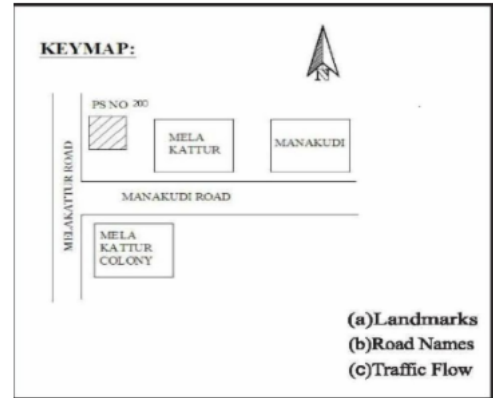 KEYMAP:
N
PS NO 200
MELA
KATTUR
MANAKUDI
MELAKATTUR ROAD
MANAKUDI ROAD
MELA
KATTUR
COLONY
(a)Landmarks
(b)Road Names
(c)Traffic Flow